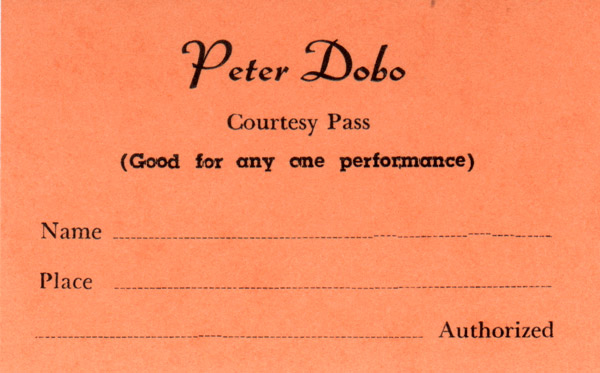 Peter Dobo
Courtesy Pass
(Good for any one performance)
Name
Place
Authorized